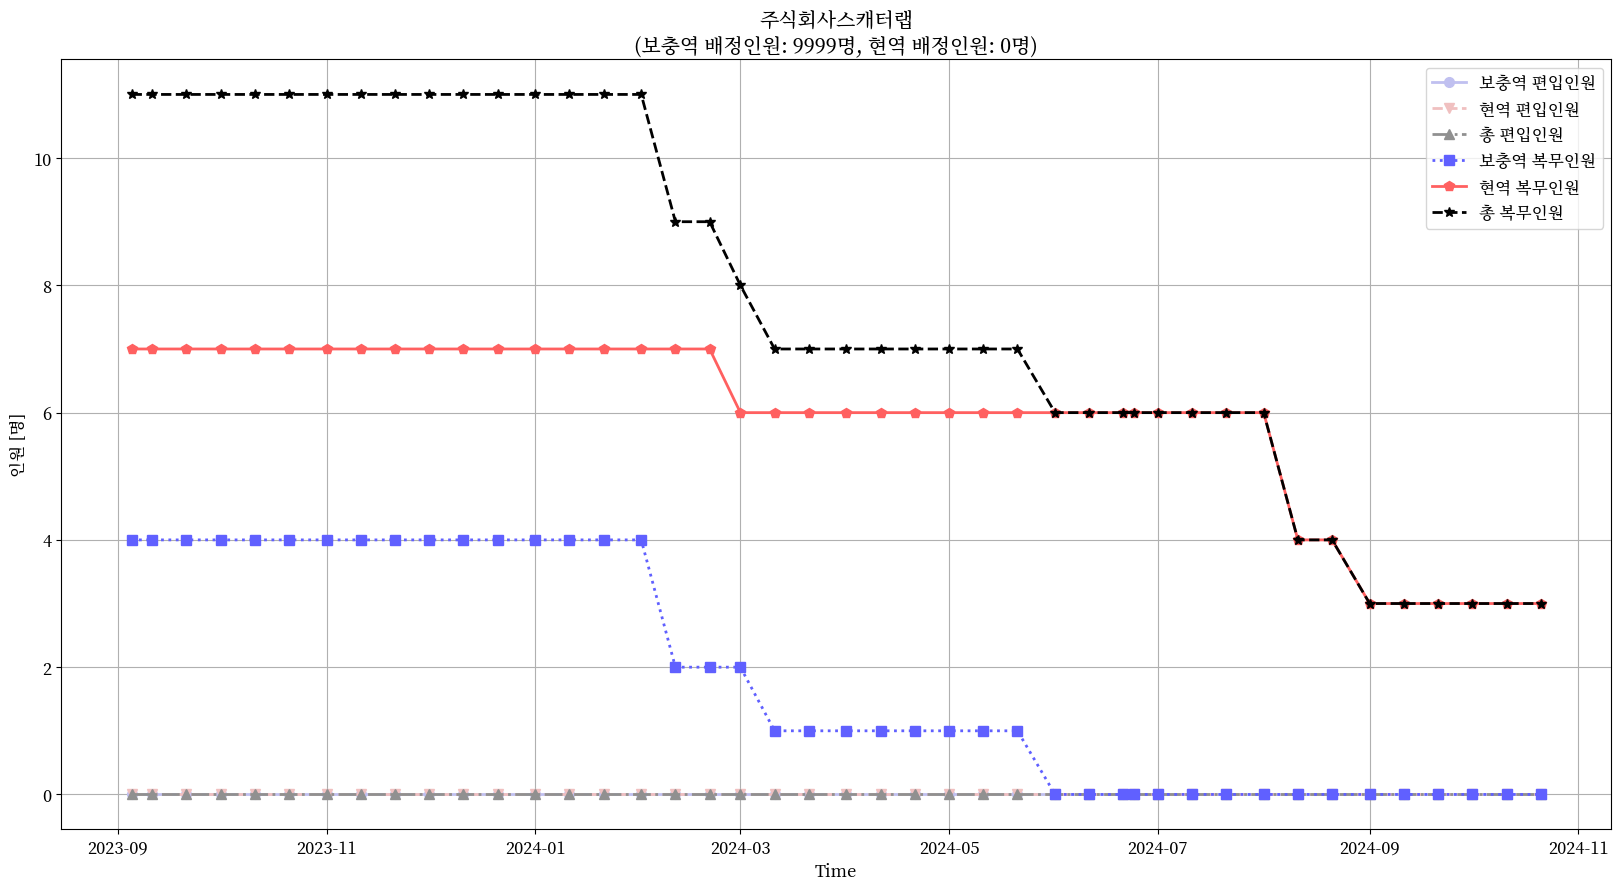 주식회사스캐터랩
(보충역 배정인원: 9999명, 현역 배정인원: 0명)
보충역 편입인원
현역 편입인원
총 편입인원
보충역 복무인원
현역 복무인원
총 복무인원
인원 [명]
10
8
6
4
2
0
2023-09
2023-11
2024-01
2024-03
2024-05
2024-07
2024-09
2024-11
Time